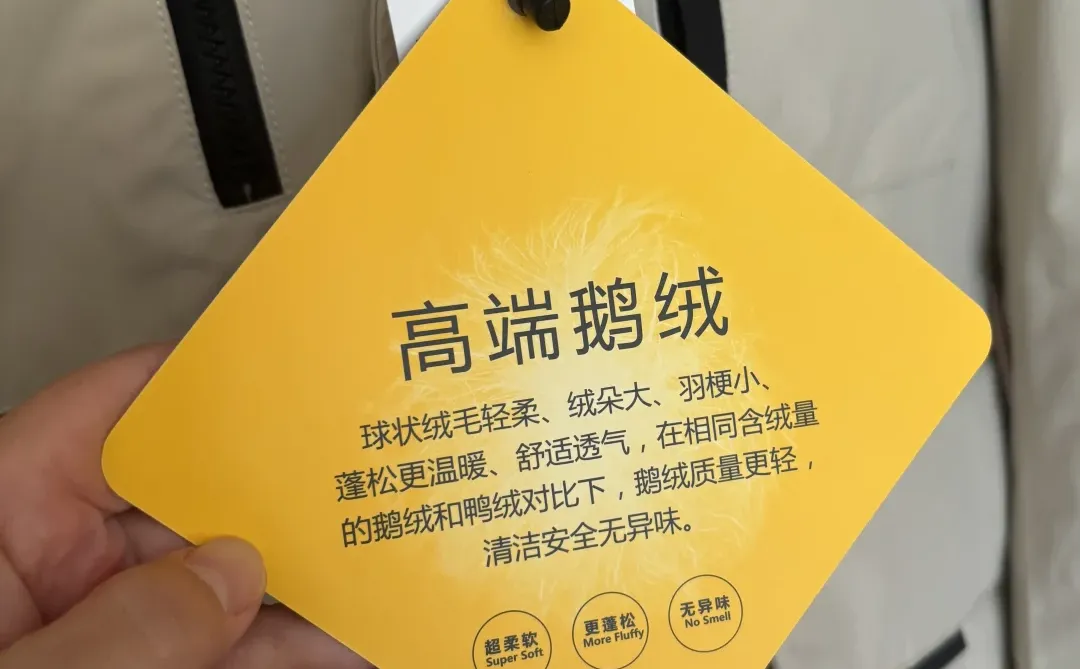 高端鹅绒
球状绒毛轻柔、绒朵大、羽梗小、
蓬松更温暖、舒适透气，在相同含绒量
的鹅绒和鸭绒对比下，鹅绒质量更轻，
清洁安全无异味。
超柔软
Super Soft
更蓬松
More Fluffy
无异味
No Smell